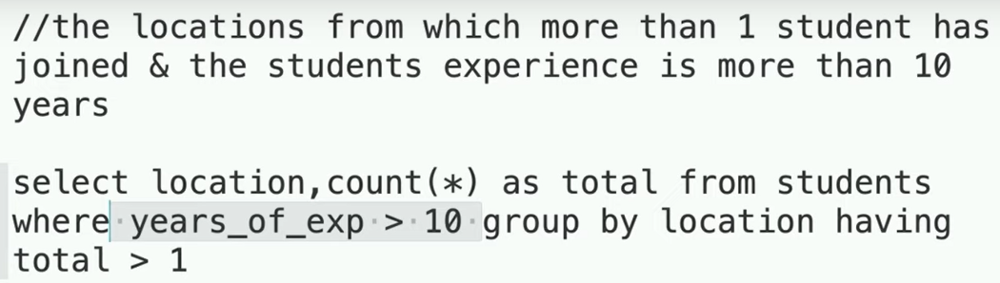 //the locations from which more than 1 student has
joined & the students experience is more than 10
years
select location,count(*) as total from students
where years_of_exp > 10 group by location having
total > 1